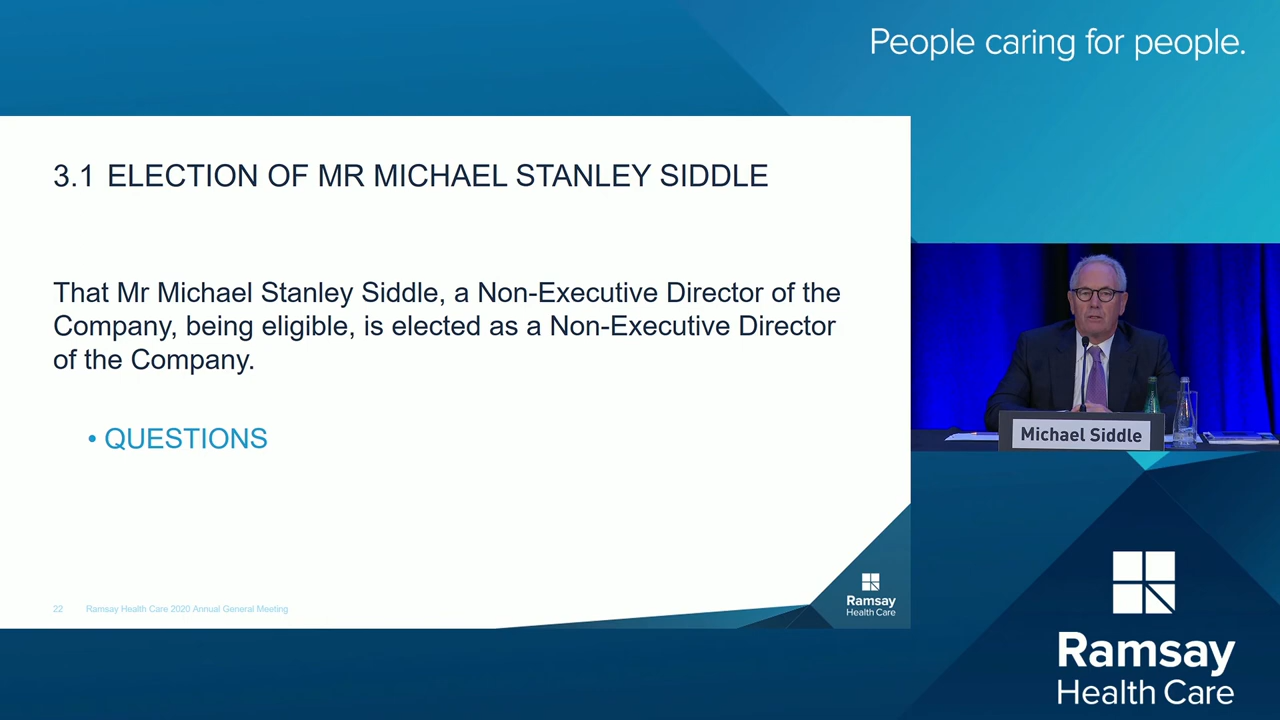 People caring for people.
3.1 ELECTION OF MR MICHAEL STANLEY SIDDLE
That Mr Michael Stanley Siddle, a Non-Executive Director of the
Company, being eligible, is elected as a Non-Executive Director
of the Company.
• QUESTIONS
Michael Siddle
22 Ramsay Health Care 2020 Annual General Meeting
Ramsay
Health Care
Ramsay
Health Care